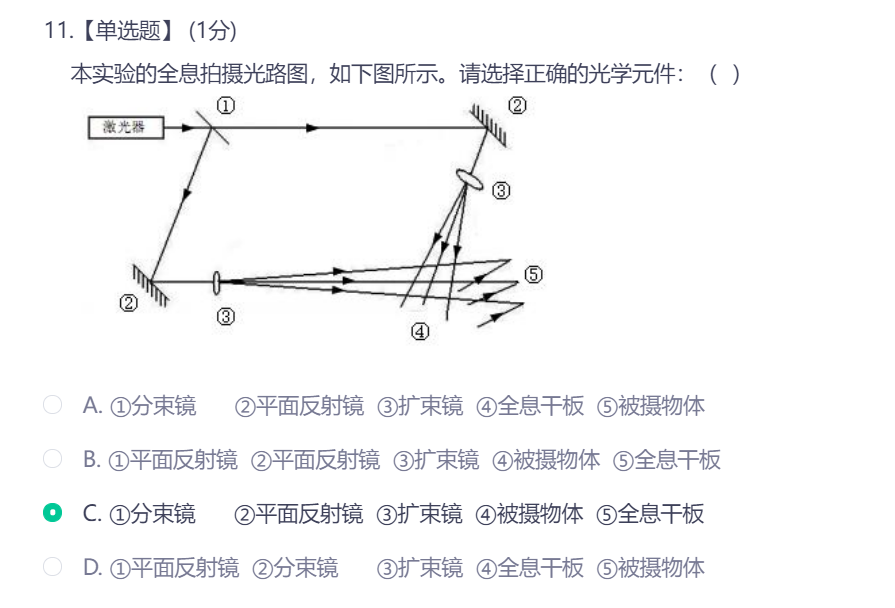 11.【单选题】 (1分)
本实验的全息拍摄光路图，如下图所示。请选择正确的光学元件： （ ）
① ②
激光器
③
⑤
② ③ ④
A. ①分束镜 ②平面反射镜 ③扩束镜 ④全息干板 ⑤被摄物体
B. ①平面反射镜 ②平面反射镜 ③扩束镜 ④被摄物体 ⑤全息干板
C. ①分束镜 ②平面反射镜 ③扩束镜 ④被摄物体 ⑤全息干板
D. ①平面反射镜 ②分束镜 ③扩束镜 ④全息干板 ⑤被摄物体